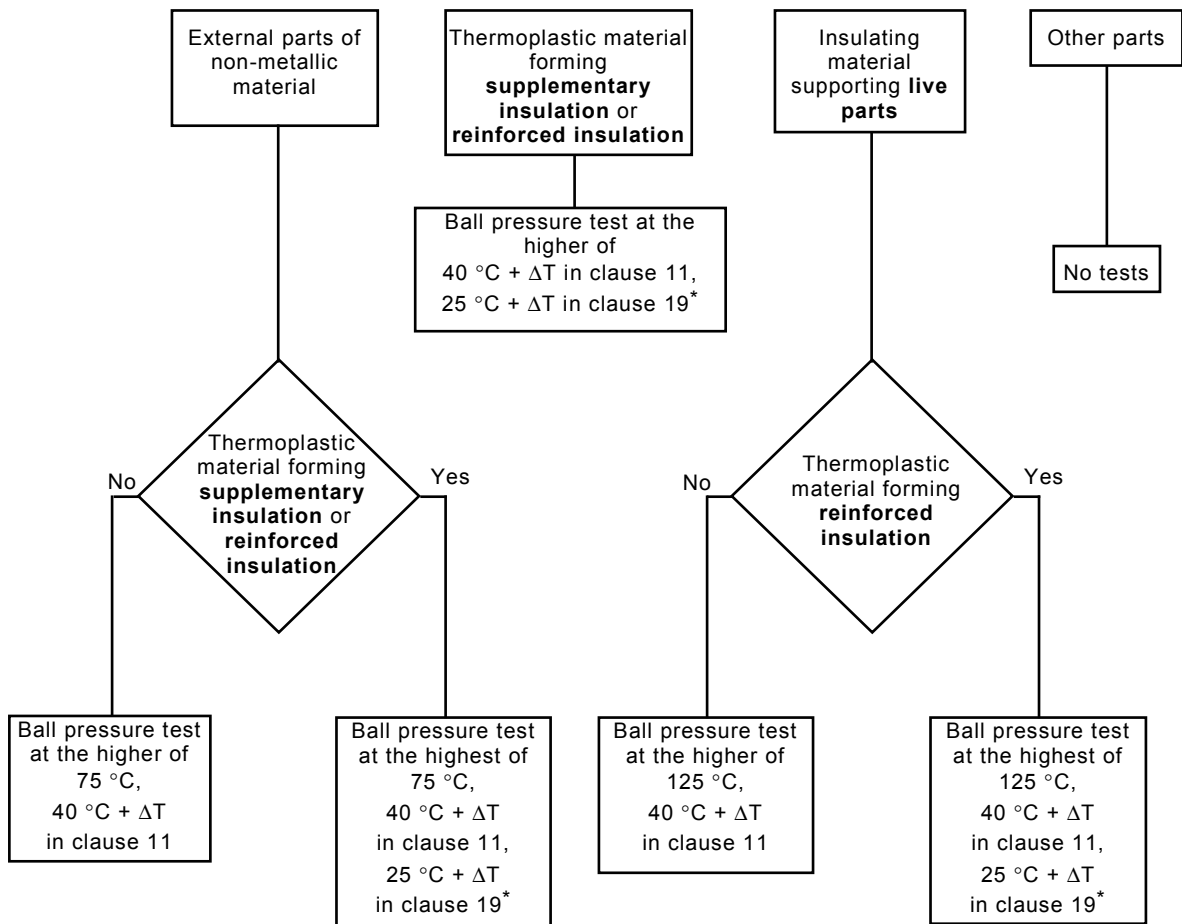 External parts of
non-metallic
material
Thermoplastic material
forming
supplementary
insulation or
reinforced insulation
Insulating
material
supporting live
parts
Other parts
Ball pressure test at the
higher of
40 °C + ΔT in clause 11,
25 °C + ΔT in clause 19*
No tests
Thermoplastic
material forming
supplementary
insulation or
reinforced
insulation
No
Yes
Thermoplastic
material forming
reinforced
insulation
No
Yes
Ball pressure test
at the higher of
75 °C,
40 °C + ΔT
in clause 11
Ball pressure test
at the highest of
75 °C,
40 °C + ΔT
in clause 11,
25 °C + ΔT
in clause 19*
Ball pressure test
at the higher of
125 °C,
40 °C + ΔT
in clause 11
Ball pressure test
at the highest of
125 °C,
40 °C + ΔT
in clause 11,
25 °C + ΔT
in clause 19*